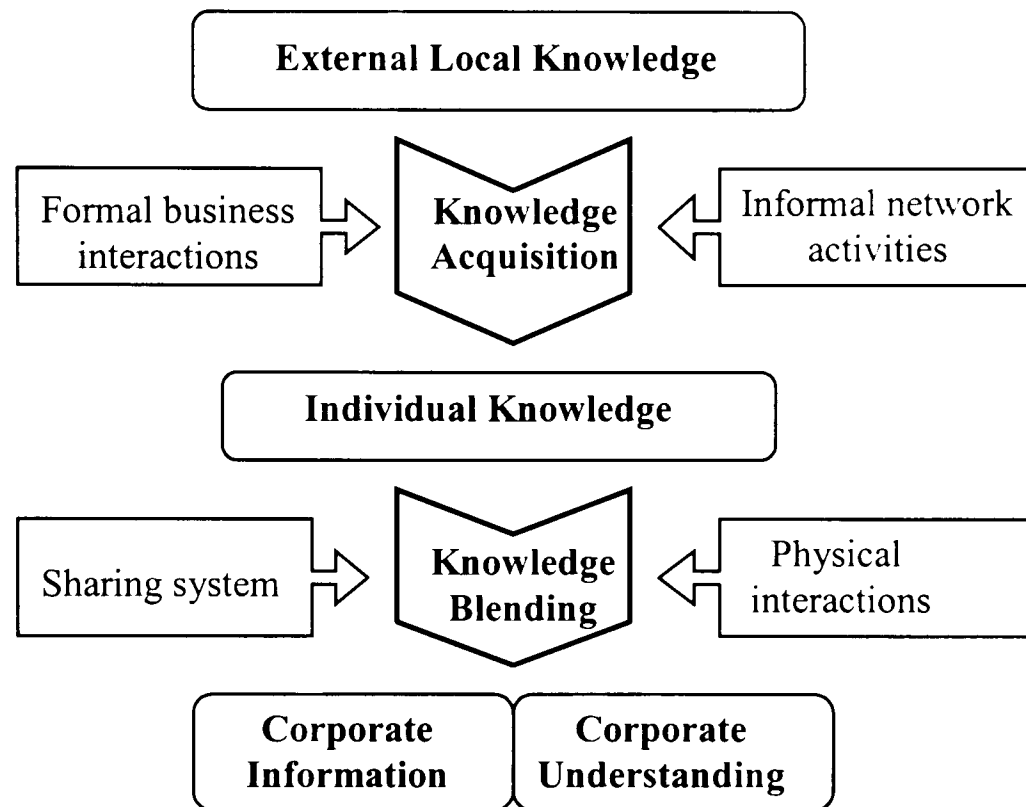 External Local Knowledge
Formal business
interactions
Knowledge
Acquisition
Informal network
activities
Individual Knowledge
Sharing system
Knowledge
Blending
Physical
interactions
Corporate
Information
Corporate
Understanding